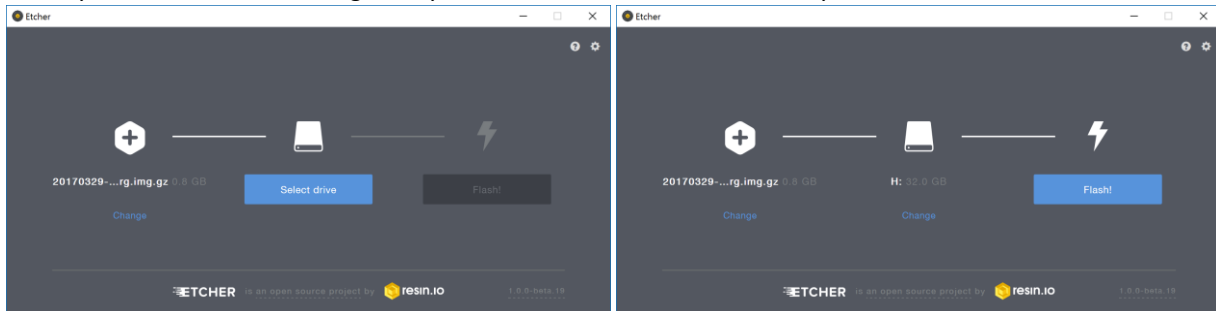 Etcher
20170329-...rg.img.gz 0.8 GB
Select drive
Flash!
Change
ETCHER is an open source project by resin.io
1.0.0-beta.19
Etcher
20170329-...rg.img.gz 0.8 GB
H: 32.0 GB
Flash!
Change
Change
ETCHER is an open source project by resin.io
1.0.0-beta.19